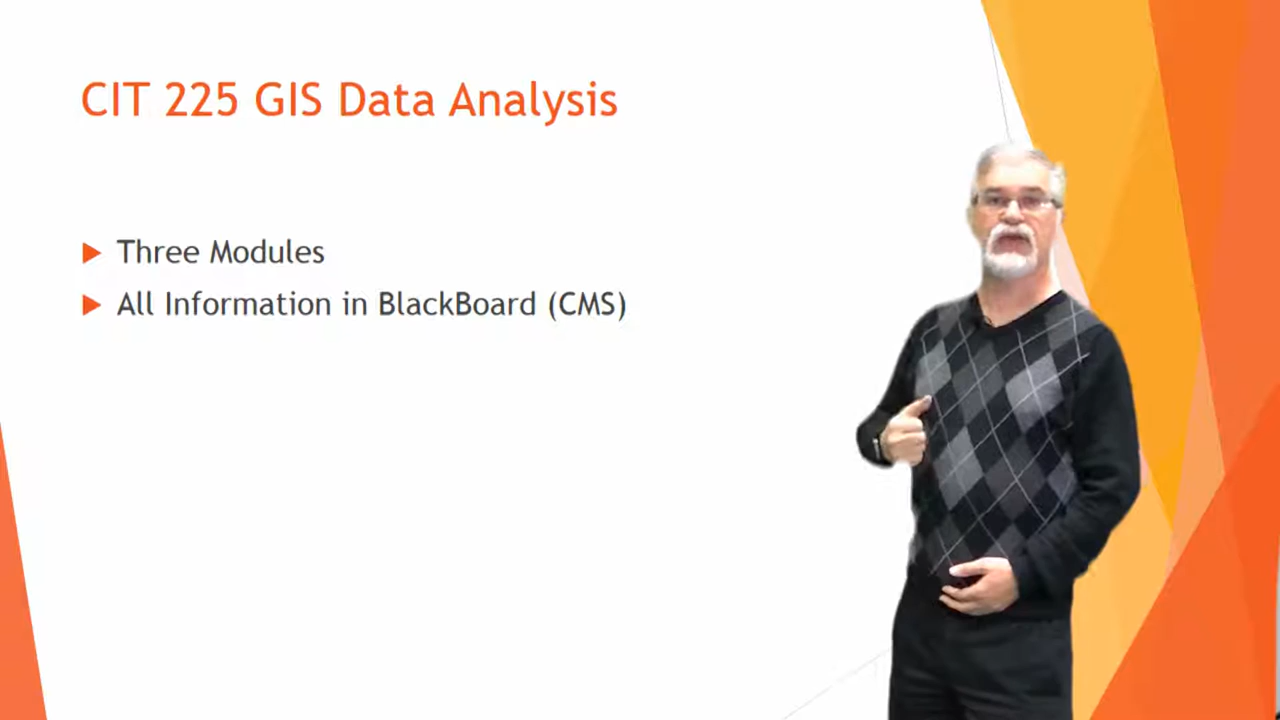 CIT 225 GIS Data Analysis
Three Modules
All Information in BlackBoard (CMS)